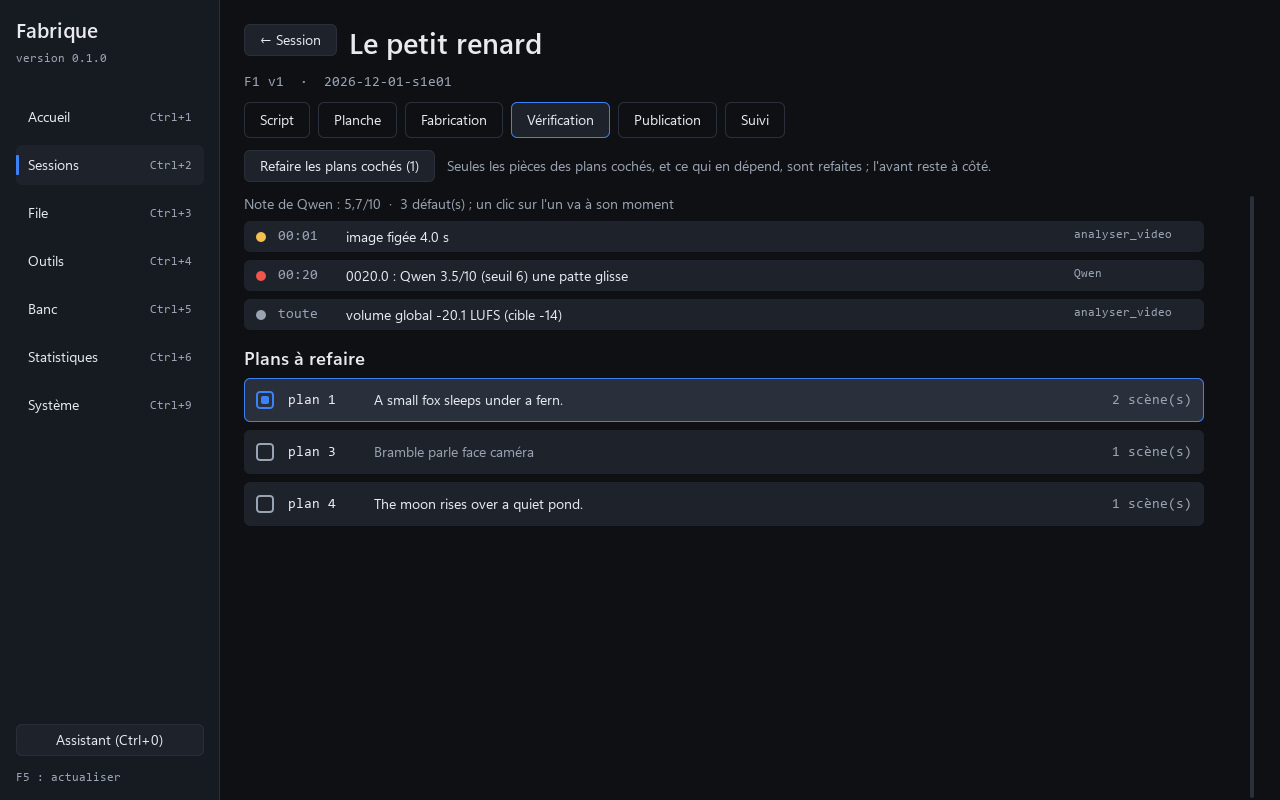 Fabrique
version 0.1.0
Accueil Ctrl+1
Sessions Ctrl+2
File Ctrl+3
Outils Ctrl+4
Banc Ctrl+5
Statistiques Ctrl+6
Système Ctrl+9
Assistant (Ctrl+0)
F5 : actualiser
← Session Le petit renard
F1 v1 · 2026-12-01-s1e01
Script Planche Fabrication Vérification Publication Suivi
Refaire les plans cochés (1) Seules les pièces des plans cochés, et ce qui en dépend, sont refaites ; l'avant reste à côté.
Note de Qwen : 5,7/10 · 3 défaut(s) ; un clic sur l'un va à son moment
00:01 image figée 4.0 s analyser_video
00:20 0020.0 : Qwen 3.5/10 (seuil 6) une patte glisse Qwen
toute volume global -20.1 LUFS (cible -14) analyser_video
Plans à refaire
plan 1 A small fox sleeps under a fern. 2 scène(s)
plan 3 Bramble parle face caméra 1 scène(s)
plan 4 The moon rises over a quiet pond. 1 scène(s)